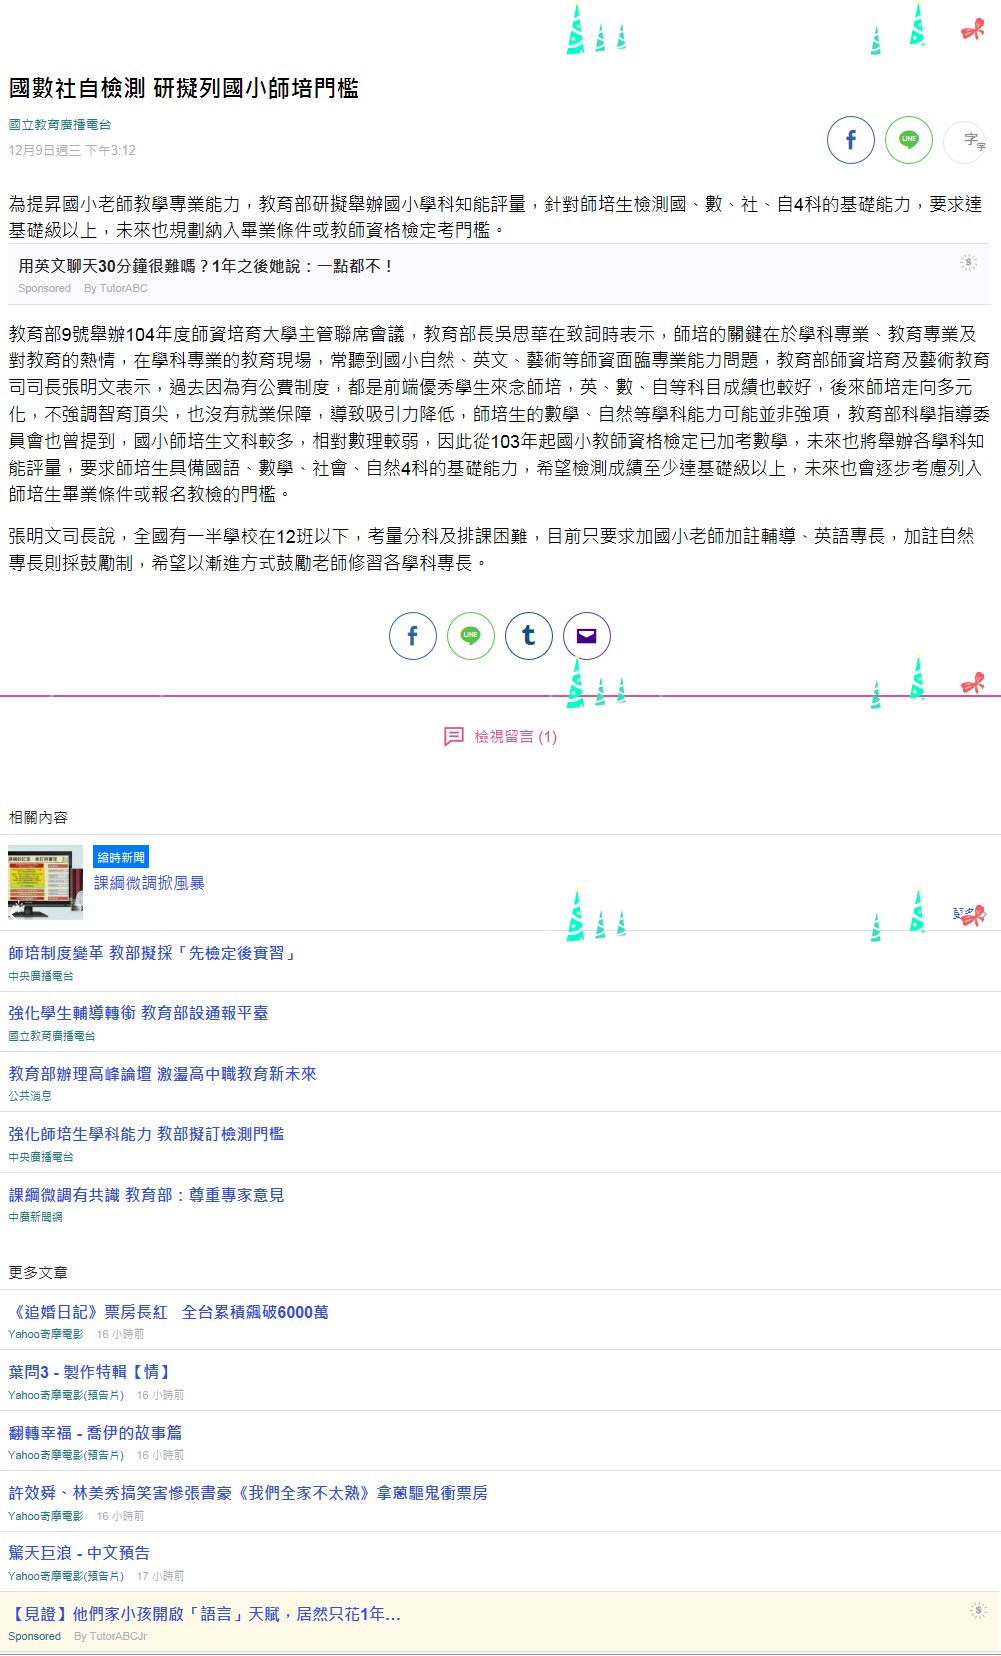 國數社自檢測 研擬列國小師培門檻
國立教育廣播電台
12月9日週三 下午3:12
f
LINE
字字
為提昇國小老師教學專業能力，教育部研擬舉辦國小學科知能評量，針對師培生檢測國、數、社、自4科的基礎能力，要求達
基礎級以上，未來也規劃納入畢業條件或教師資格檢定考門檻。
用英文聊天30分鐘很難嗎？1年之後她說：一點都不！
Sponsored By TutorABC
教育部9號舉辦104年度師資培育大學主管聯席會議，教育部長吳思華在致詞時表示，師培的關鍵在於學科專業、教育專業及
對教育的熱情，在學科專業的教育現場，常聽到國小自然、英文、藝術等師資面臨專業能力問題，教育部師資培育及藝術教育
司司長張明文表示，過去因為有公費制度，都是前端優秀學生來念師培，英、數、自等科目成績也較好，後來師培走向多元
化，不強調智育頂尖，也沒有就業保障，導致吸引力降低，師培生的數學、自然等學科能力可能並非強項，教育部科學指導委
員會也曾提到，國小師培生文科較多，相對數理較弱，因此從103年起國小教師資格檢定已加考數學，未來也將舉辦各學科知
能評量，要求師培生具備國語、數學、社會、自然4科的基礎能力，希望檢測成績至少達基礎級以上，未來也會逐步考慮列入
師培生畢業條件或報名教檢的門檻。
張明文司長說，全國有一半學校在12班以下，考量分科及排課困難，目前只要求加國小老師加註輔導、英語專長，加註自然
專長則採鼓勵制，希望以漸進方式鼓勵老師修習各學科專長。
f
LINE
t
檢視留言 (1)
相關內容
縮時新聞
課綱微調掀風暴
更多
師培制度變革 教部擬採「先檢定後實習」
中央廣播電台
強化學生輔導轉銜 教育部設通報平臺
國立教育廣播電台
教育部辦理高峰論壇 激盪高中職教育新未來
公共消息
強化師培生學科能力 教部擬訂檢測門檻
中央廣播電台
課綱微調有共識 教育部：尊重專家意見
中廣新聞網
更多文章
《追婚日記》票房長紅 全台累積飆破6000萬
Yahoo奇摩電影 16 小時前
葉問3 - 製作特輯【情】
Yahoo奇摩電影(預告片) 16 小時前
翻轉幸福 - 喬伊的故事篇
Yahoo奇摩電影(預告片) 16 小時前
許效舜、林美秀搞笑害慘張書豪《我們全家不太熟》拿蔥驅鬼衝票房
Yahoo奇摩電影 16 小時前
驚天巨浪 - 中文預告
Yahoo奇摩電影(預告片) 17 小時前
【見證】他們家小孩開啟「語言」天賦，居然只花1年...
Sponsored By TutorABCJr